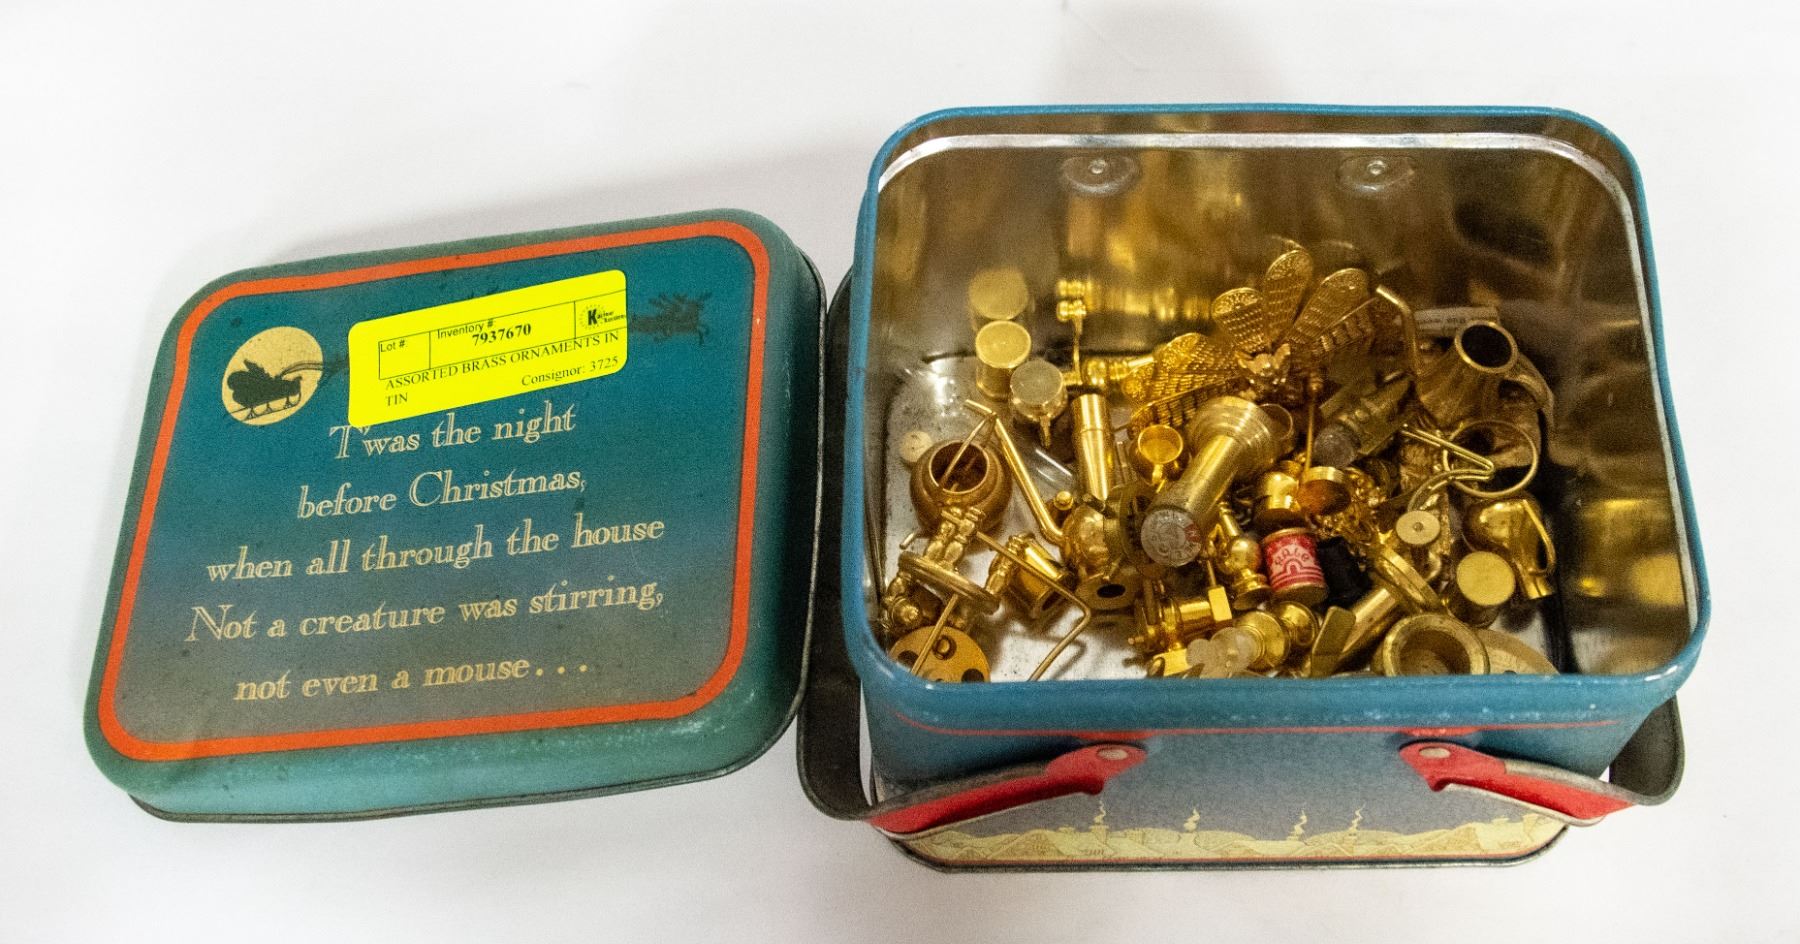 Lot #:
Inventory #
7937670
ASSORTED BRASS ORNAMENTS IN
TIN
Consignor: 3725
T'was the night
before Christmas,
when all through the house
Not a creature was stirring,
not even a mouse...